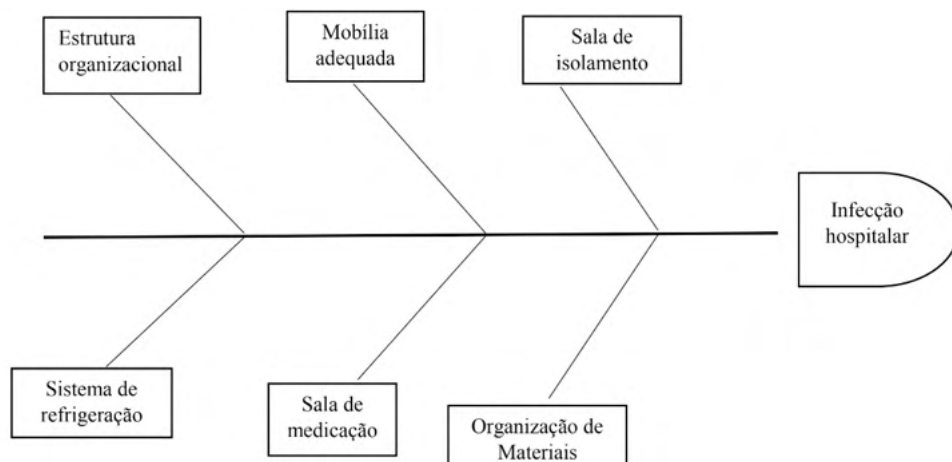 Estrutura
organizacional
Mobília
adequada
Sala de
isolamento
Infecção
hospitalar
Sistema de
refrigeração
Sala de
medicação
Organização de
Materiais